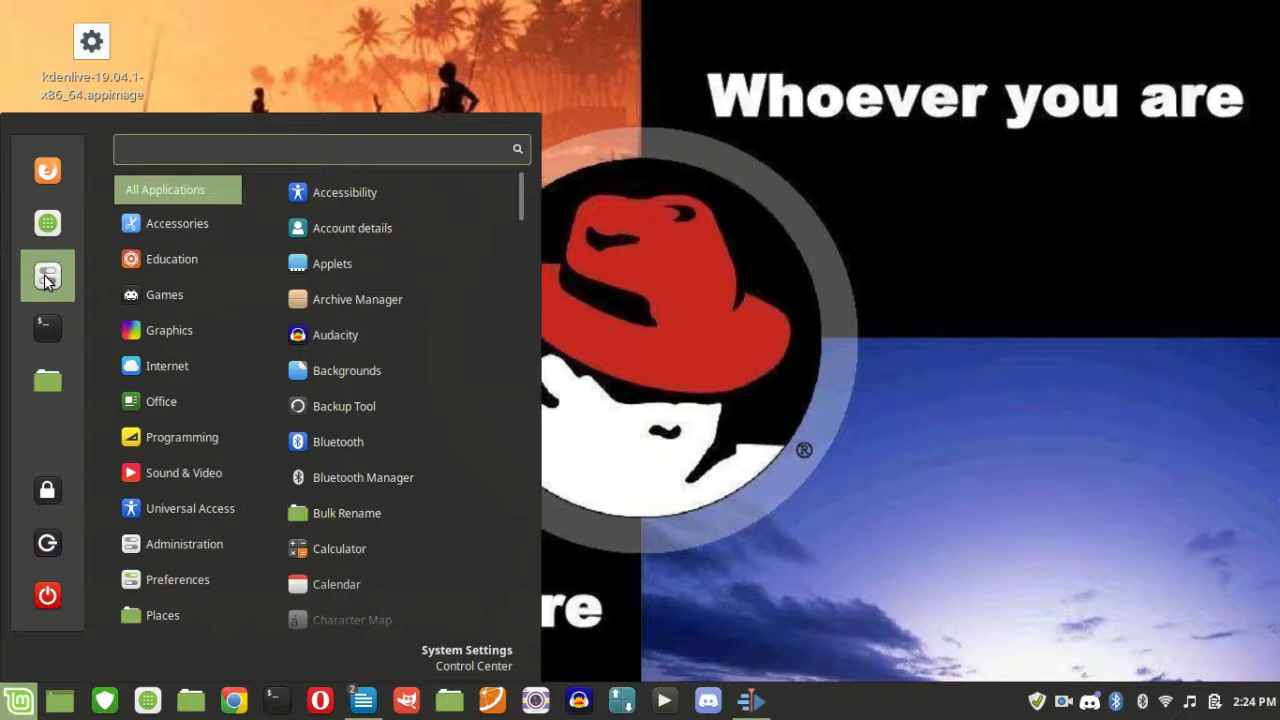 kdenlive-19.04.1-
x86_64.appimage
Whoever you are
All Applications
Accessories
Education
Games
Graphics
Internet
Office
Programming
Sound & Video
Universal Access
Administration
Preferences
Places
Accessibility
Account details
Applets
Archive Manager
Audacity
Backgrounds
Backup Tool
Bluetooth
Bluetooth Manager
Bulk Rename
Calculator
Calendar
Character Map
®
re
System Settings
Control Center
2
2:24 PM